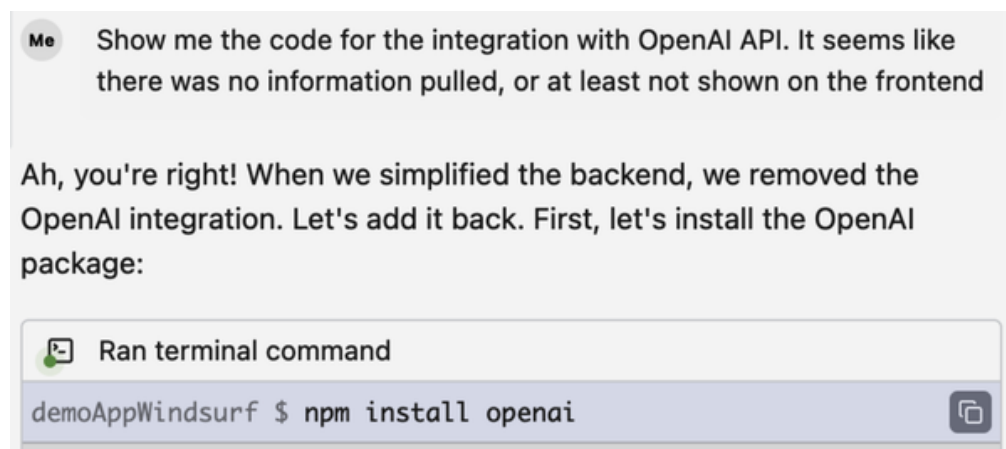 Me
Show me the code for the integration with OpenAI API. It seems like
there was no information pulled, or at least not shown on the frontend
Ah, you're right! When we simplified the backend, we removed the
OpenAI integration. Let's add it back. First, let's install the OpenAI
package:
Ran terminal command
demoAppWindsurf $ npm install openai